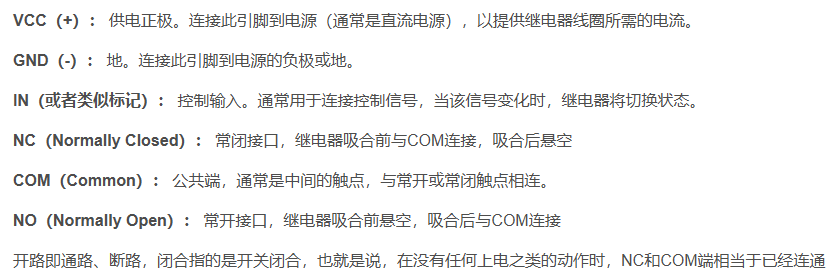 VCC（+）： 供电正极。连接此引脚到电源（通常是直流电源），以提供继电器线圈所需的电流。
GND（-）： 地。连接此引脚到电源的负极或地。
IN（或者类似标记）： 控制输入。通常用于连接控制信号，当该信号变化时，继电器将切换状态。
NC（Normally Closed）： 常闭接口，继电器吸合前与COM连接，吸合后悬空
COM（Common）： 公共端，通常是中间的触点，与常开或常闭触点相连。
NO（Normally Open）： 常开接口，继电器吸合前悬空，吸合后与COM连接
开路即通路、断路，闭合指的是开关闭合，也就是说，在没有任何上电之类的动作时，NC和COM端相当于已经连通